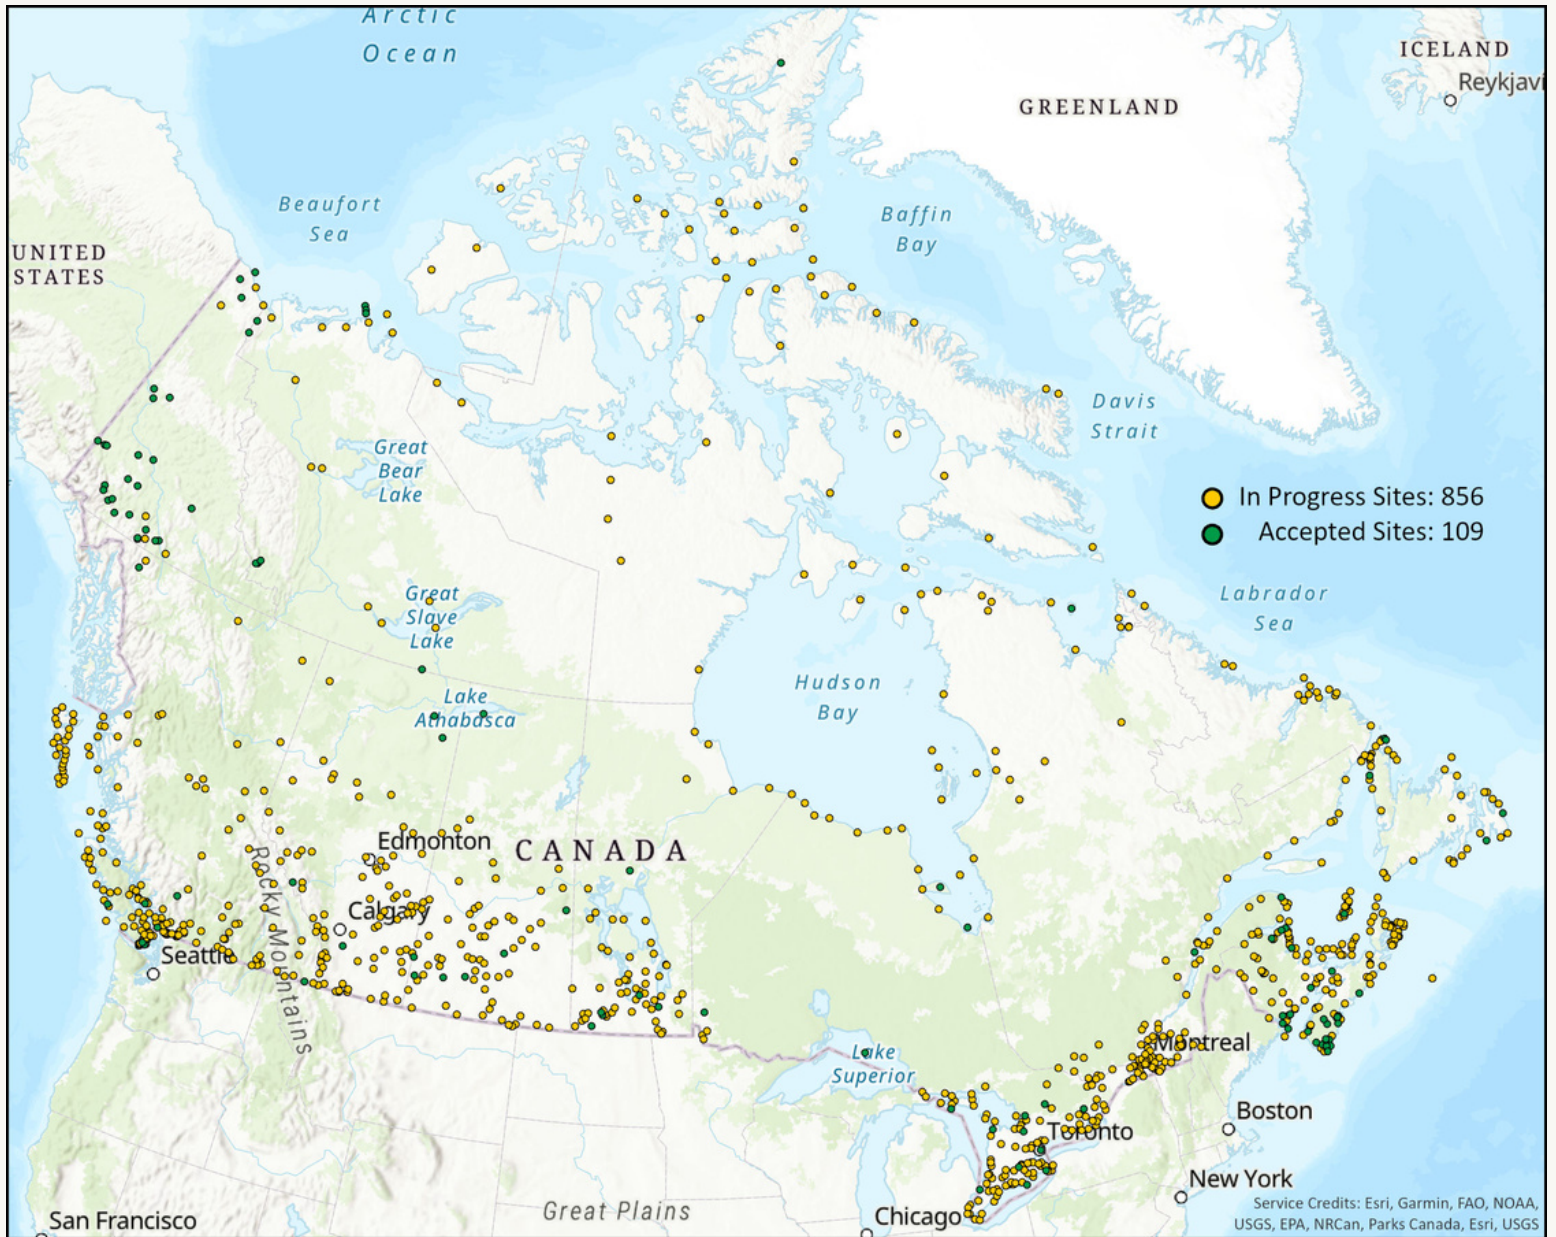 Arctic
Ocean
ICELAND
Reykjaví
GREENLAND
Beaufort
Sea
Baffin
Bay
UNITED
STATES
Davis
Strait
Great
Bear
Lake
In Progress Sites: 856
Accepted Sites: 109
Great
Slave
Lake
Labrador
Sea
Hudson
Bay
Lake
Athabasca
Edmonton
CANADA
Rocky Mountains
Calgary
Seattle
Lake
Superior
Montreal
Boston
Toronto
New York
Great Plains
Chicago
San Francisco
Service Credits: Esri, Garmin, FAO, NOAA,
USGS, EPA, NRCan, Parks Canada, Esri, USGS